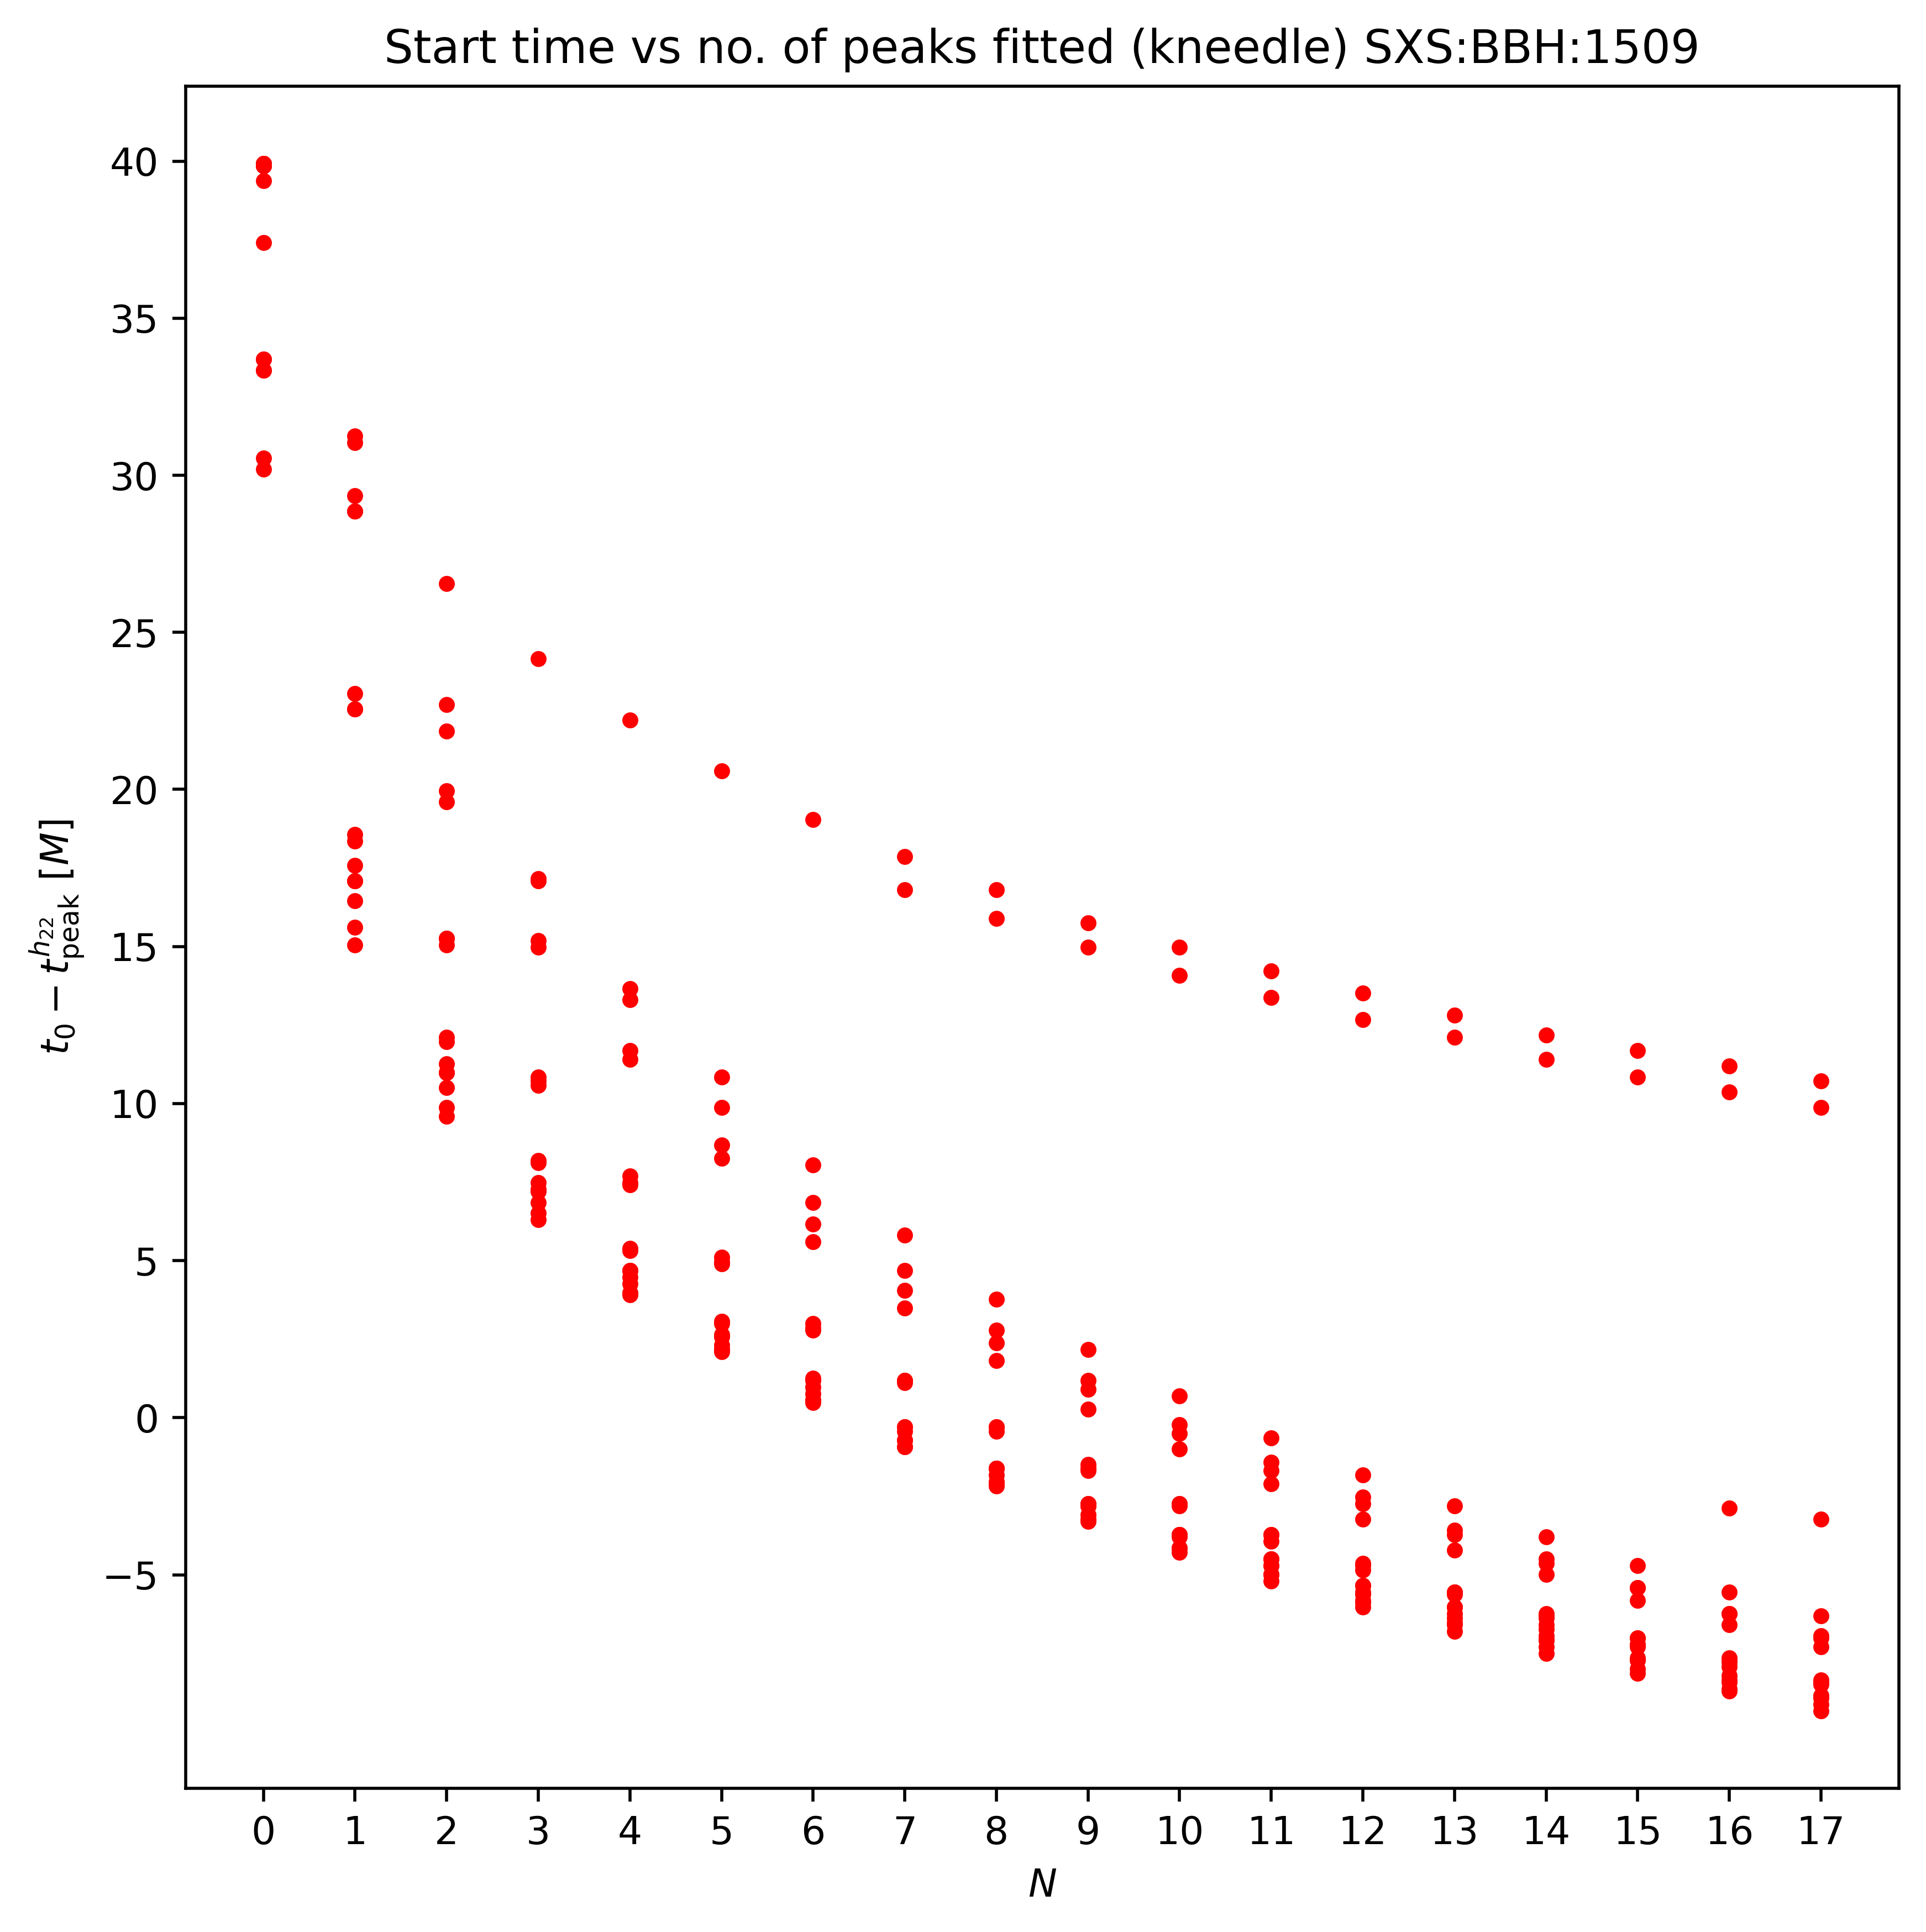 Start time vs no. of peaks fitted (kneedle) SXS:BBH:1509
40
35
30
25
20
15
10
5
0
−5
t₀ − t_peak^{h₂₂} [M]
0 1 2 3 4 5 6 7 8 9 10 11 12 13 14 15 16 17
N